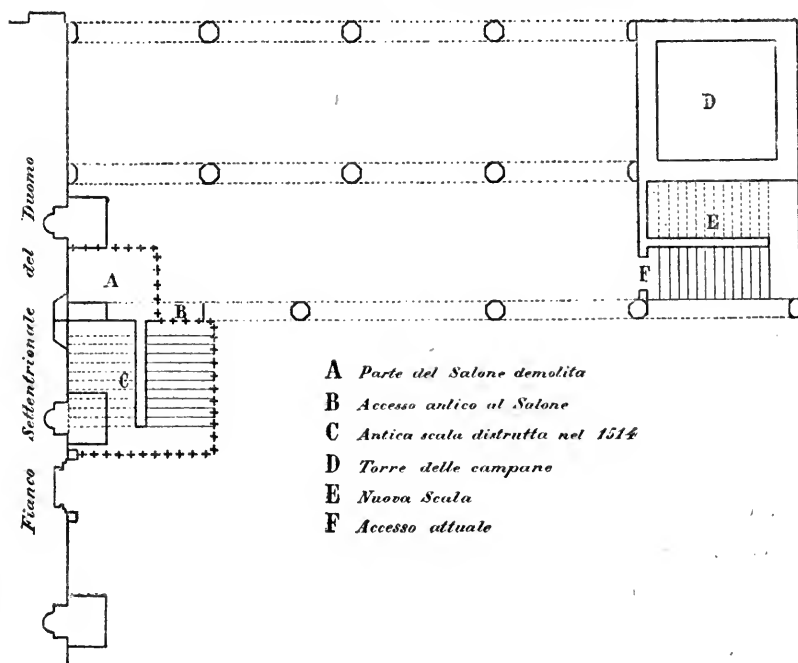 D
E
F
A
B
C
Fianco Settentrionale del Duomo
A Parte del Salone demolita
B Accesso antico al Salone
C Antica scala distrutta nel 1514
D Torre delle campane
E Nuova Scala
F Accesso attuale